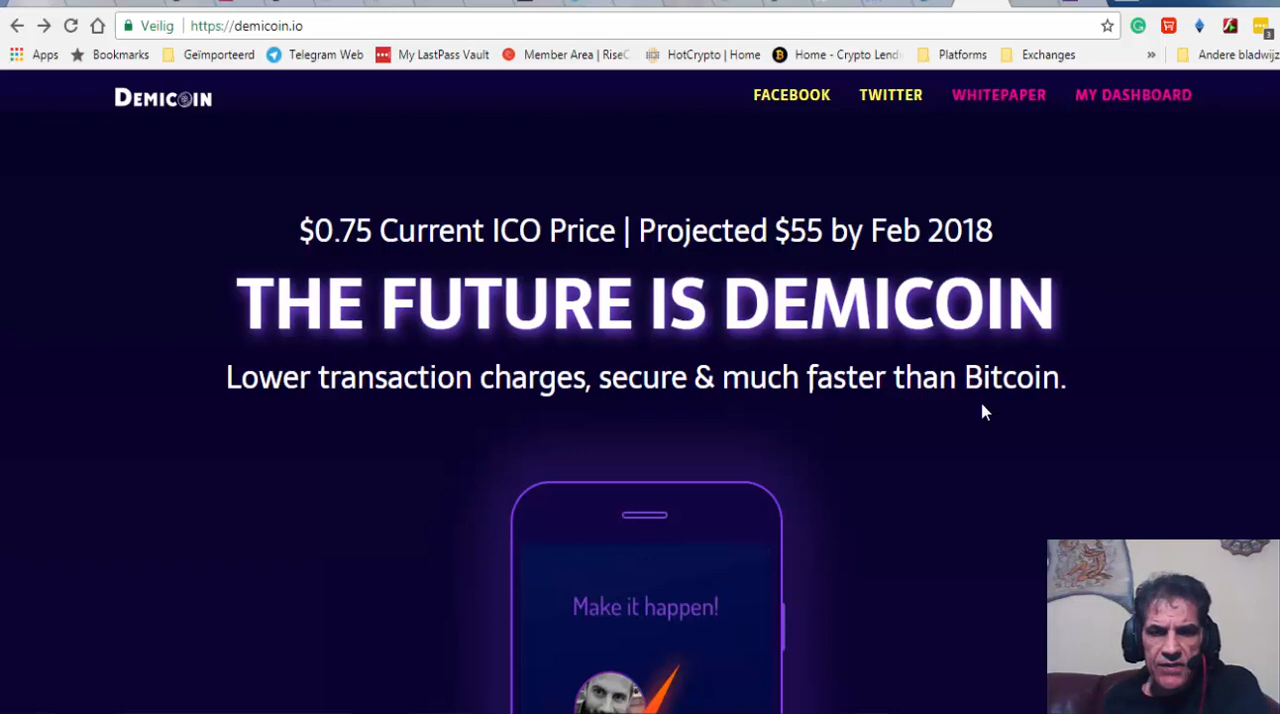 Veilig https://demicoin.io
3
Apps Bookmarks Geïmporteerd Telegram Web My LastPass Vault Member Area | RiseC HotCrypto | Home Home - Crypto Lend Platforms Exchanges » Andere bladwijz
DEMICOIN FACEBOOK TWITTER WHITEPAPER MY DASHBOARD
$0.75 Current ICO Price | Projected $55 by Feb 2018
THE FUTURE IS DEMICOIN
Lower transaction charges, secure & much faster than Bitcoin.
Make it happen!